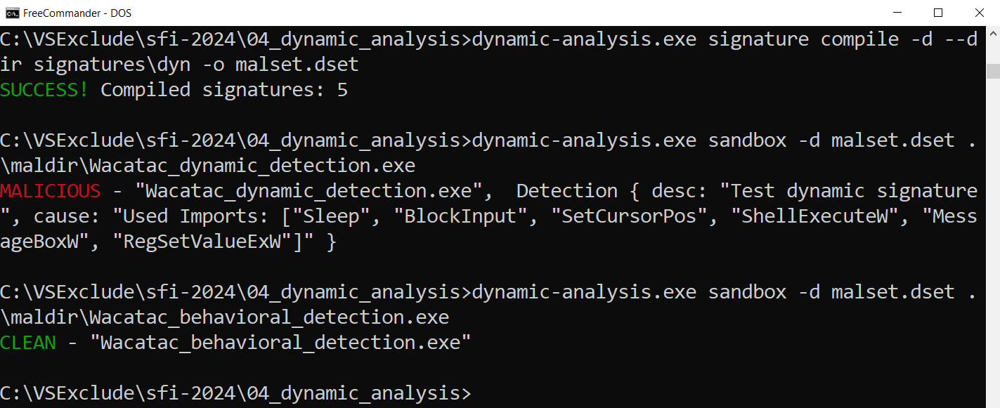 FreeCommander - DOS
C:\VSExclude\sfi-2024\04_dynamic_analysis>dynamic-analysis.exe signature compile -d --d
ir signatures\dyn -o malset.dset
SUCCESS! Compiled signatures: 5
C:\VSExclude\sfi-2024\04_dynamic_analysis>dynamic-analysis.exe sandbox -d malset.dset .
\maldir\Wacatac_dynamic_detection.exe
MALICIOUS - "Wacatac_dynamic_detection.exe",  Detection { desc: "Test dynamic signature
", cause: "Used Imports: ["Sleep", "BlockInput", "SetCursorPos", "ShellExecuteW", "Mess
ageBoxW", "RegSetValueExW"]" }
C:\VSExclude\sfi-2024\04_dynamic_analysis>dynamic-analysis.exe sandbox -d malset.dset .
\maldir\Wacatac_behavioral_detection.exe
CLEAN - "Wacatac_behavioral_detection.exe"
C:\VSExclude\sfi-2024\04_dynamic_analysis>